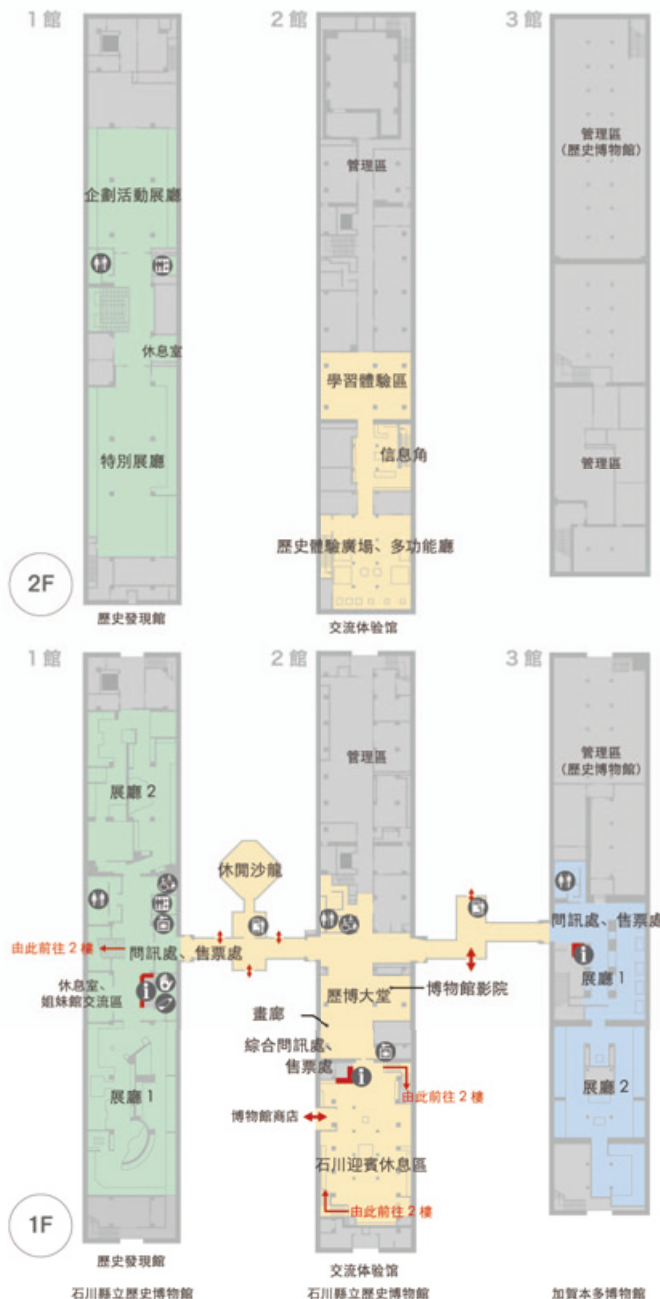 1館
2館
3館
企劃活動展廳
休息室
特別展廳
2F
歷史發現館
管理區
學習體驗區
信息角
歷史體驗廣場、多功能廳
交流体验馆
管理區
(歷史博物館)
管理區
1館
2館
3館
展廳 2
由此前往 2 樓
問訊處、售票處
休息室、
姐妹館交流區
展廳 1
1F
歷史發現館
石川縣立歷史博物館
休閒沙龍
管理區
歷博大堂
博物館影院
畫廊
綜合問訊處、
售票處
由此前往 2 樓
博物館商店
石川迎賓休息區
由此前往 2 樓
交流体验馆
石川縣立歷史博物館
管理區
(歷史博物館)
問訊處、售票處
展廳 1
展廳 2
加賀本多博物館